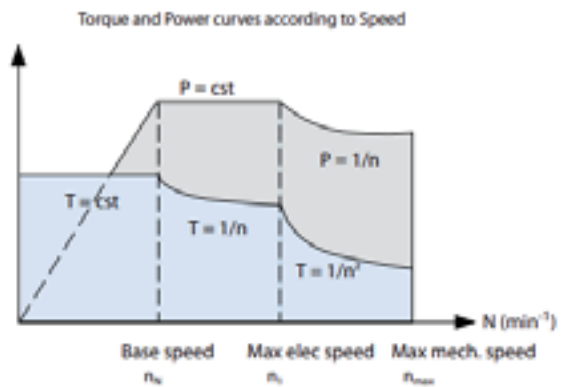 Torque and Power curves according to Speed
P = cst
P = 1/n
T = cst
T = 1/n
T = 1/n²
N (min⁻¹)
Base speed Max elec speed Max mech. speed
n_N n₁ n_max